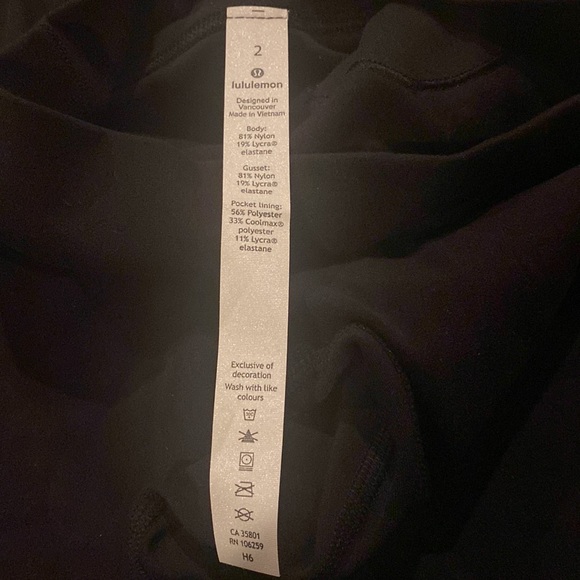 2
lululemon
Designed in
Vancouver
Made in Vietnam
Body:
81% Nylon
19% Lycra®
elastane
Gusset:
81% Nylon
19% Lycra®
elastane
Pocket lining:
56% Polyester
33% Coolmax®
polyester
11% Lycra®
elastane
Exclusive of
decoration
Wash with like
colours
CA 35801
RN 106259
H6